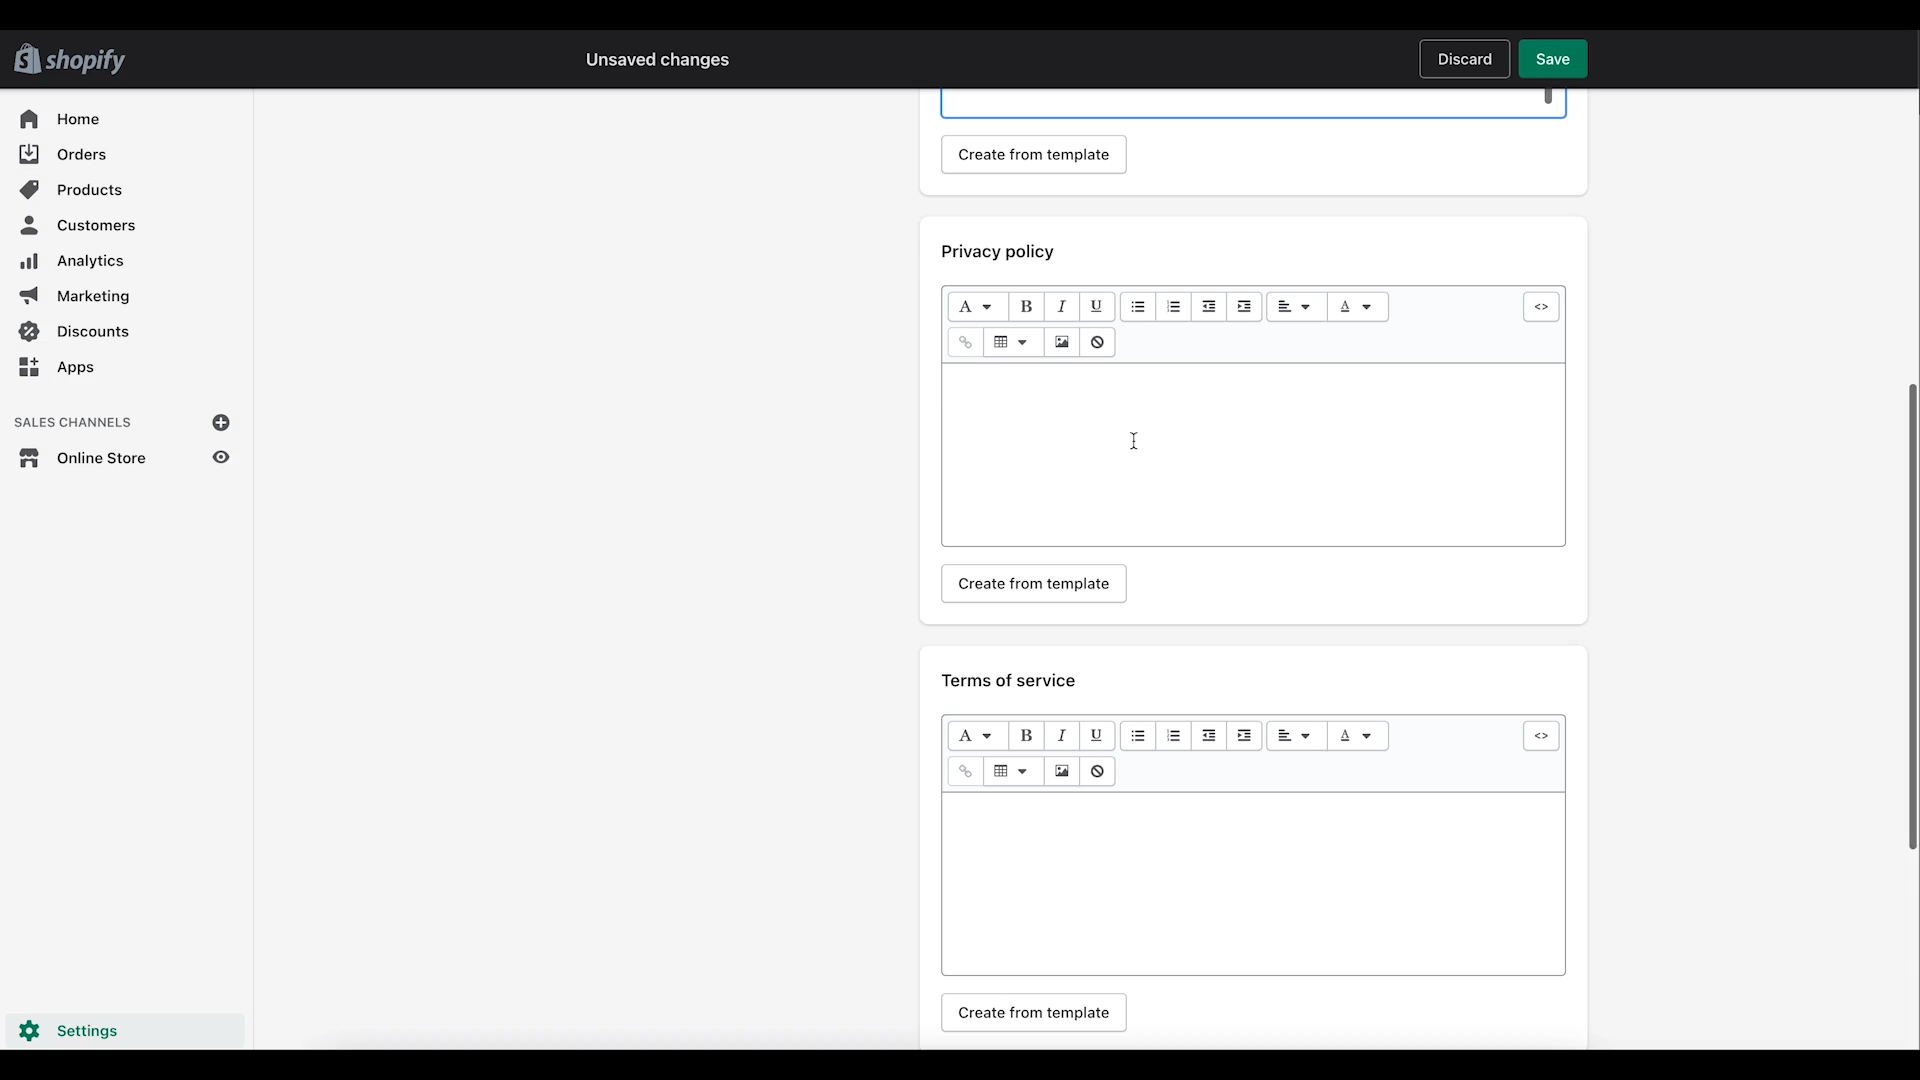 shopify
Unsaved changes
Discard
Save
Home
Orders
Products
Customers
Analytics
Marketing
Discounts
Apps
SALES CHANNELS
Online Store
Settings
Create from template
Privacy policy
A B I U A <>
Create from template
Terms of service
A B I U A <>
Create from template